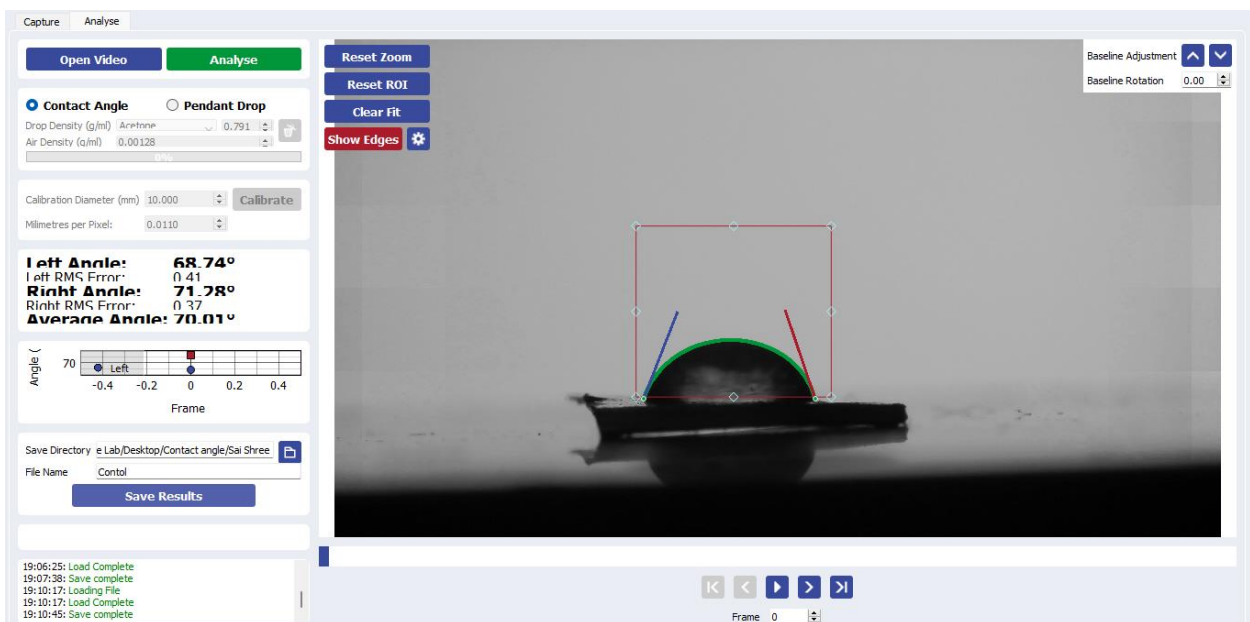 Capture Analyse
Open Video Analyse
Contact Angle Pendant Drop
Drop Density (g/ml) Acetone 0.791
Air Density (g/ml) 0.00128
0%
Calibration Diameter (mm) 10.000 Calibrate
Milimetres per Pixel: 0.0110
Left Angle: 68.74º
Left RMS Error: 0.41
Right Angle: 71.28º
Right RMS Error: 0.37
Average Angle: 70.01º
Angle (
70
Left
-0.4 -0.2 0 0.2 0.4
Frame
Save Directory e Lab/Desktop/Contact angle/Sai Shree
File Name Contol
Save Results
19:06:25: Load Complete
19:07:38: Save complete
19:10:17: Loading File
19:10:17: Load Complete
19:10:45: Save complete
Reset Zoom
Reset ROI
Clear Fit
Show Edges
Baseline Adjustment
Baseline Rotation 0.00
Frame 0